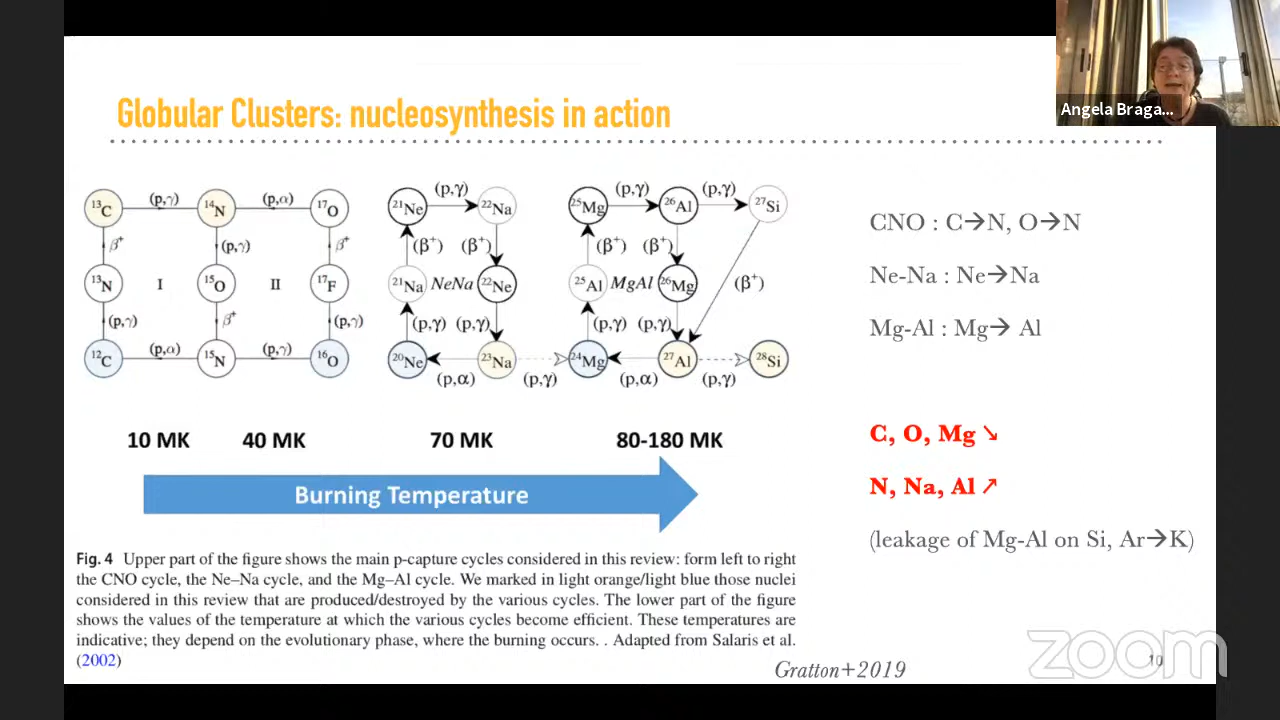 Angela Braga...
Globular Clusters: nucleosynthesis in action
¹³C (p,γ) ¹⁴N (p,α) ¹⁷O
β⁺ (p,γ) β⁺
¹³N I ¹⁵O II ¹⁷F
(p,γ) β⁺ (p,γ)
¹²C (p,α) ¹⁵N (p,γ) ¹⁶O
²¹Ne (p,γ) ²²Na
(β⁺) (β⁺)
²¹Na NeNa ²²Ne
(p,γ) (p,γ)
²⁰Ne ²³Na
(p,α) (p,γ)
²⁵Mg (p,γ) ²⁶Al (p,γ) ²⁷Si
(β⁺) (β⁺)
²⁵Al MgAl ²⁶Mg (β⁺)
(p,γ) (p,γ)
²⁴Mg ²⁷Al ²⁸Si
(p,α) (p,γ)
10 MK 40 MK 70 MK 80-180 MK
Burning Temperature
CNO : C→N, O→N
Ne-Na : Ne→Na
Mg-Al : Mg→ Al
C, O, Mg ↘
N, Na, Al ↗
(leakage of Mg-Al on Si, Ar→K)
Fig. 4 Upper part of the figure shows the main p-capture cycles considered in this review: form left to right
the CNO cycle, the Ne–Na cycle, and the Mg–Al cycle. We marked in light orange/light blue those nuclei
considered in this review that are produced/destroyed by the various cycles. The lower part of the figure
shows the values of the temperature at which the various cycles become efficient. These temperatures are
indicative; they depend on the evolutionary phase, where the burning occurs. . Adapted from Salaris et al.
(2002)
Gratton+2019
10
zoom